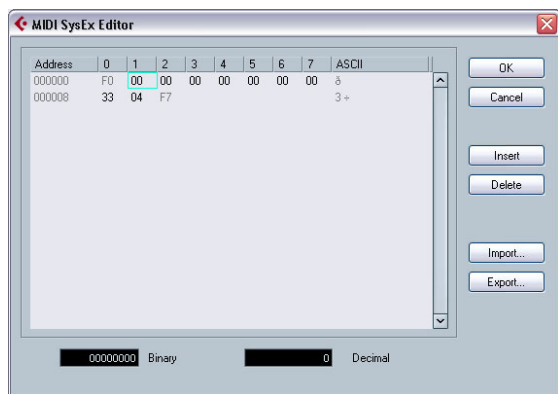 MIDI SysEx Editor
Address 0 1 2 3 4 5 6 7 ASCII
000000 F0 00 00 00 00 00 00 00 ð
000008 33 04 F7 3 ÷
OK
Cancel
Insert
Delete
Import...
Export...
00000000 Binary 0 Decimal